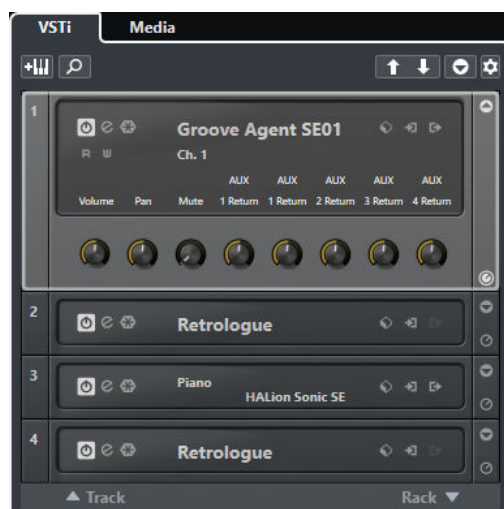 VSTi Media
1
Groove Agent SE01
R W
Ch. 1
AUX AUX AUX AUX AUX
Volume Pan Mute 1 Return 1 Return 2 Return 3 Return 4 Return
2
Retrologue
3
Piano
HALion Sonic SE
4
Retrologue
Track Rack